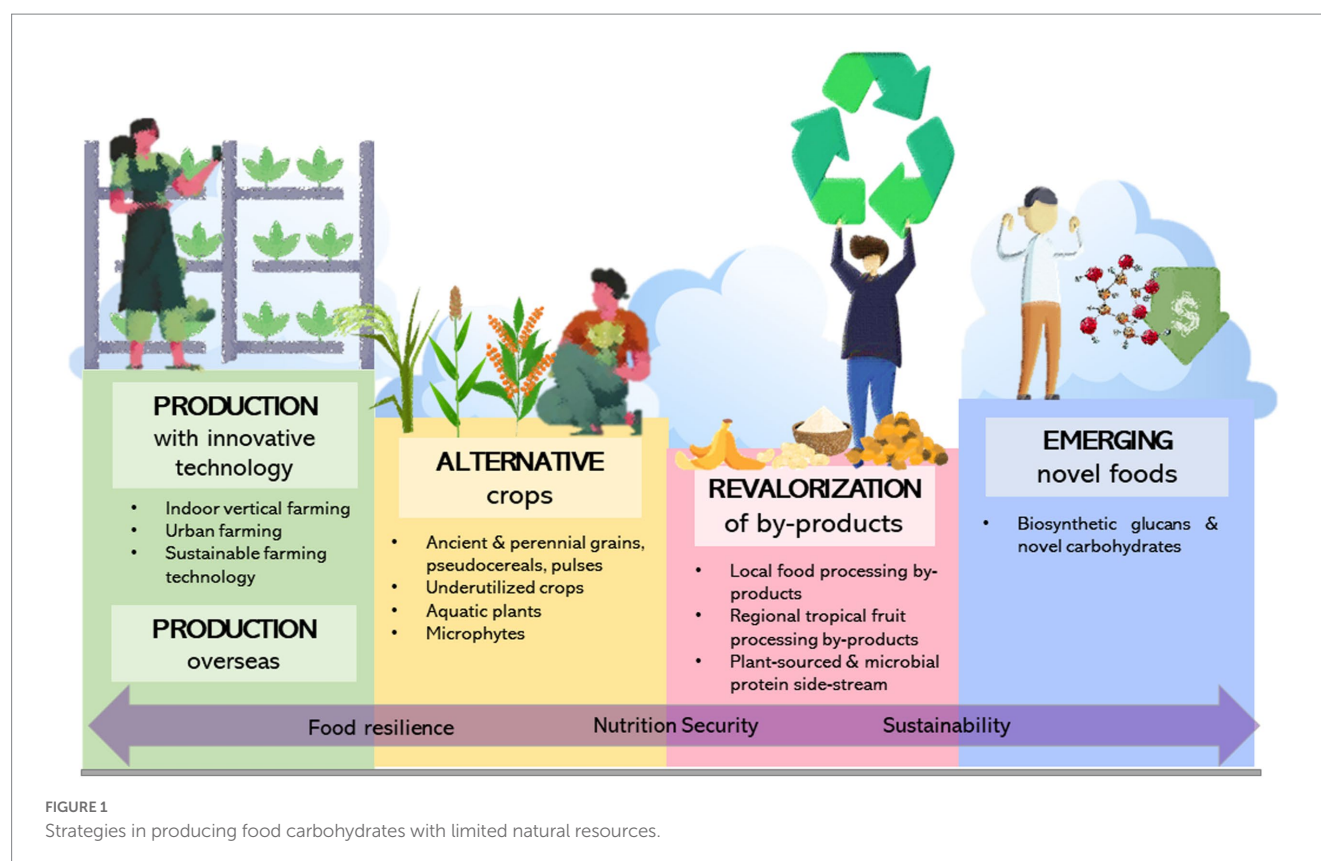 PRODUCTION
with innovative
technology
• Indoor vertical farming
• Urban farming
• Sustainable farming
technology
PRODUCTION
overseas
ALTERNATIVE
crops
• Ancient & perennial grains,
pseudocereals, pulses
• Underutilized crops
• Aquatic plants
• Microphytes
REVALORIZATION
of by-products
• Local food processing by-
products
• Regional tropical fruit
processing by-products
• Plant-sourced & microbial
protein side-stream
EMERGING
novel foods
• Biosynthetic glucans &
novel carbohydrates
$
Food resilience
Nutrition Security
Sustainability
FIGURE 1
Strategies in producing food carbohydrates with limited natural resources.